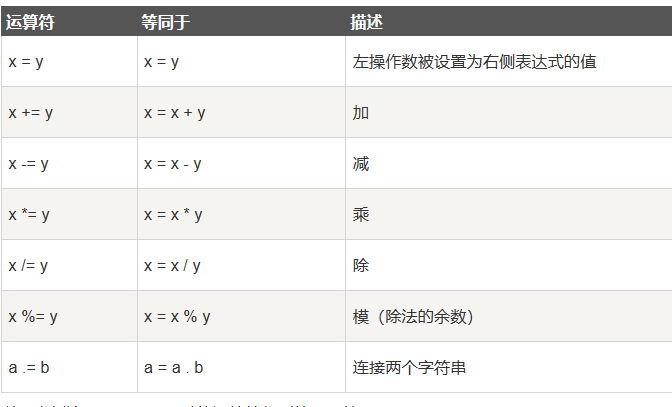 运算符 等同于 描述
x = y x = y 左操作数被设置为右侧表达式的值
x += y x = x + y 加
x -= y x = x - y 减
x *= y x = x * y 乘
x /= y x = x / y 除
x %= y x = x % y 模（除法的余数）
a .= b a = a . b 连接两个字符串